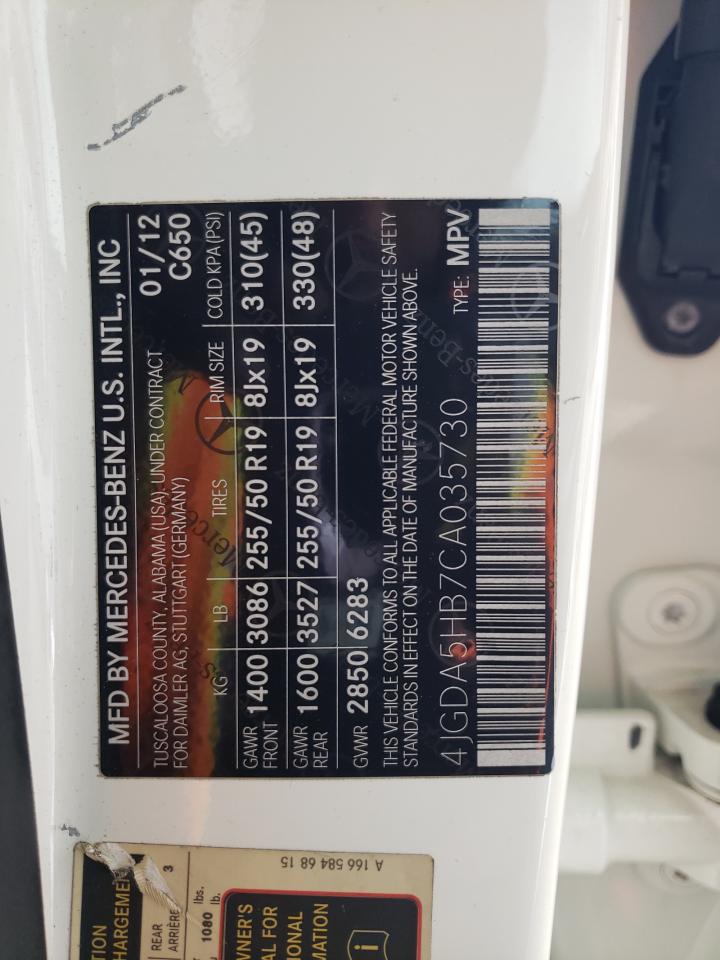 MFD BY MERCEDES-BENZ U.S. INTL., INC
TUSCALOOSA COUNTY, ALABAMA (USA), UNDER CONTRACT
FOR DAIMLER AG, STUTTGART (GERMANY)
01/12
C650
KG LB TIRES RIM SIZE COLD KPA (PSI)
GAWR FRONT 1400 3086 255/50 R19 8Jx19 310(45)
GAWR REAR 1600 3527 255/50 R19 8Jx19 330(48)
GVWR 2850 6283
THIS VEHICLE CONFORMS TO ALL APPLICABLE FEDERAL MOTOR VEHICLE SAFETY
STANDARDS IN EFFECT ON THE DATE OF MANUFACTURE SHOWN ABOVE.
4JGDA5HB7CA035730 TYPE: MPV
REAR
ARRIÈRE 3
1080 lbs.
lb.
A 166 584 68 15